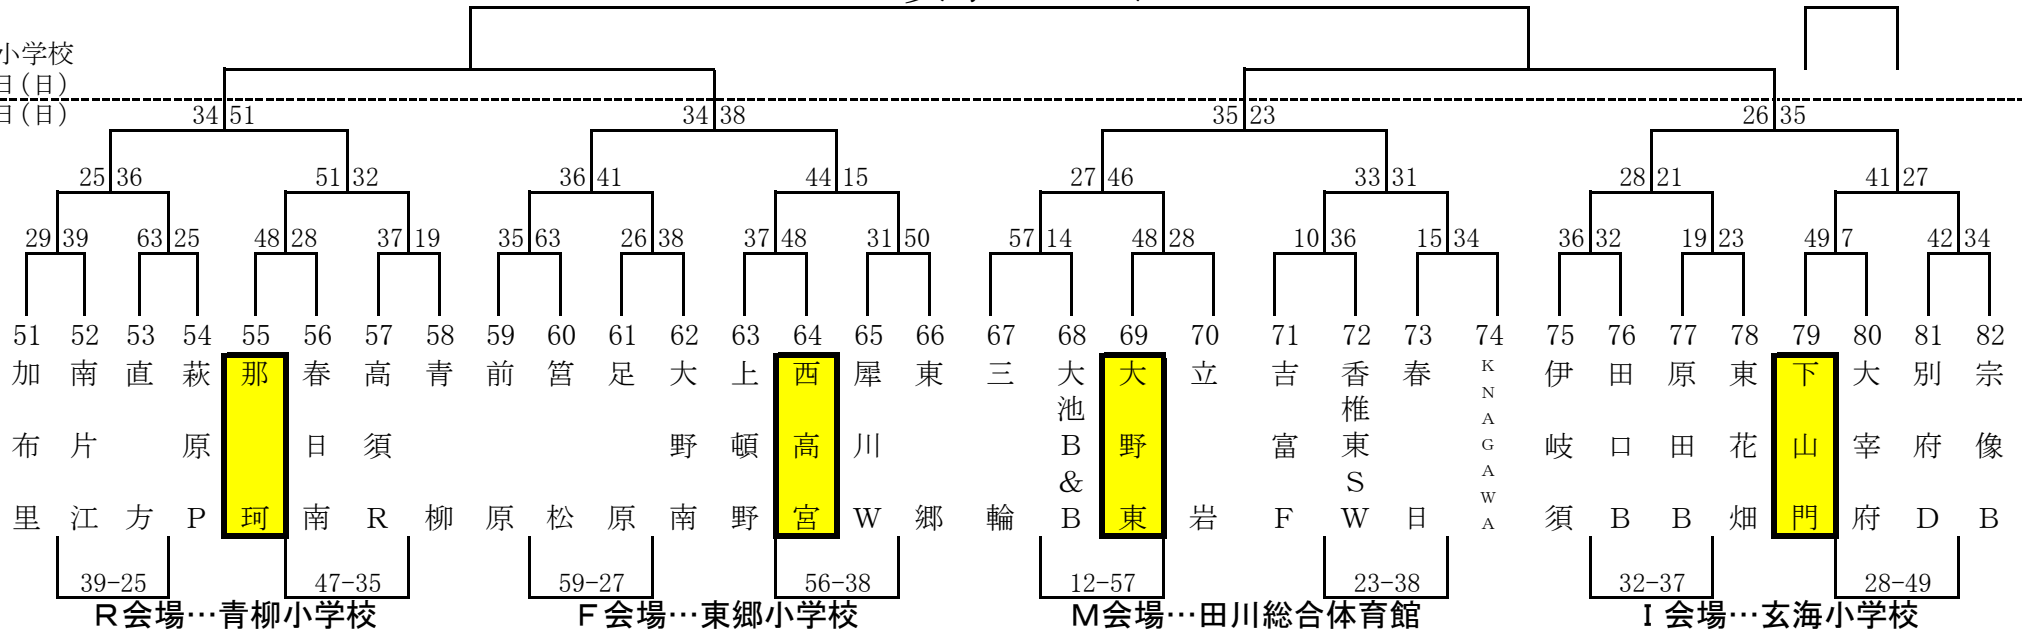 小学校
日(日)
日(日)
34 51 34 38 35 23 26 35
25 36 51 32 36 41 44 15 27 46 33 31 28 21 41 27
29 39 63 25 48 28 37 19 35 63 26 38 37 48 31 50 57 14 48 28 10 36 15 34 36 32 19 23 49 7 42 34
51 52 53 54 55 56 57 58 59 60 61 62 63 64 65 66 67 68 69 70 71 72 73 74 75 76 77 78 79 80 81 82
加布里
南片江
直方
萩原P
那珂
春日南
高須R
青柳
前原
筥松
足原
大野南
上頓野
西高宮
犀川W
東郷
三輪
大池B&B
大野東
立岩
吉富F
香椎東SW
春日
KNAGAWA
伊岐須
田口B
原田B
東花畑
下山門
大宰府
別府D
宗像B
39-25 47-35 59-27 56-38 12-57 23-38 32-37 28-49
R会場…青柳小学校 F会場…東郷小学校 M会場…田川総合体育館 I会場…玄海小学校